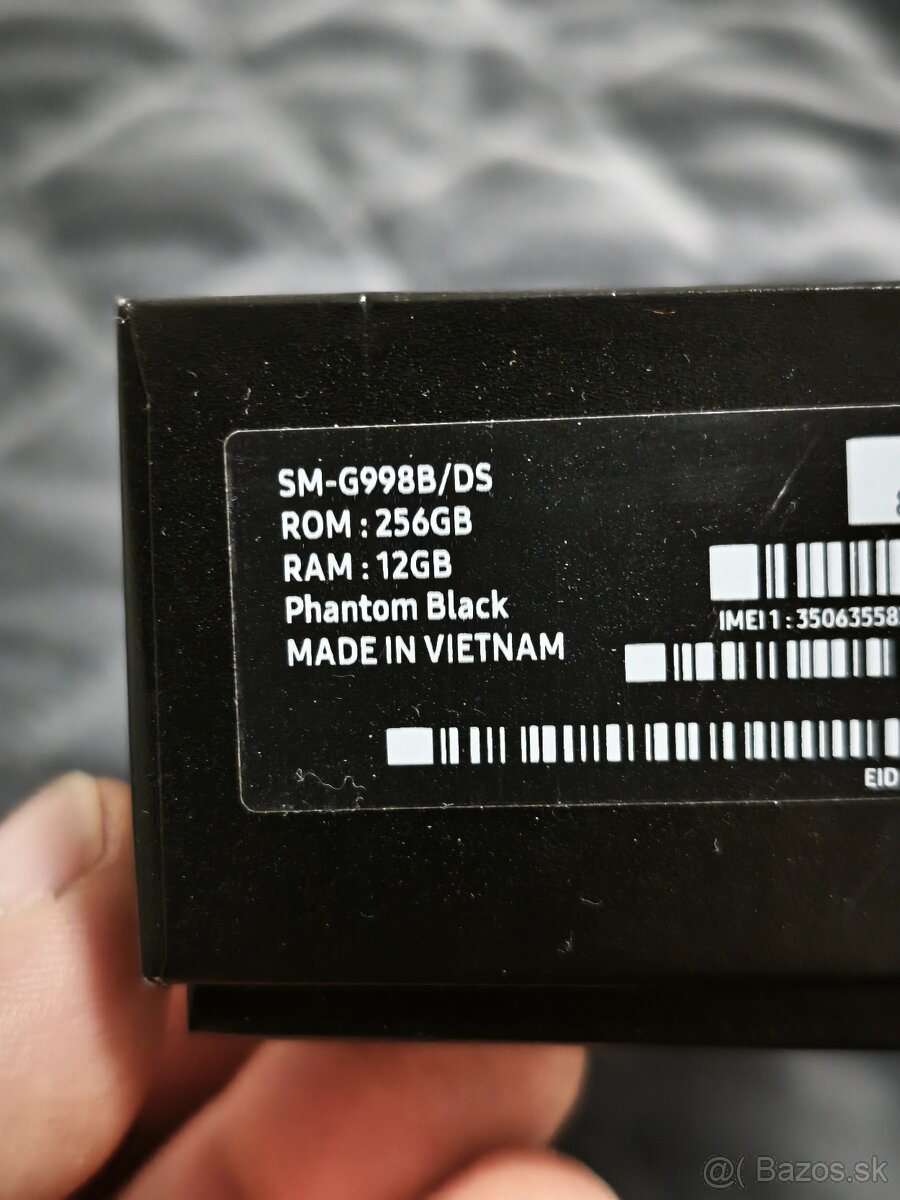 SM-G998B/DS
ROM : 256GB
RAM : 12GB
Phantom Black
MADE IN VIETNAM
IMEI 1 : 35063558
EID
@( Bazos.sk